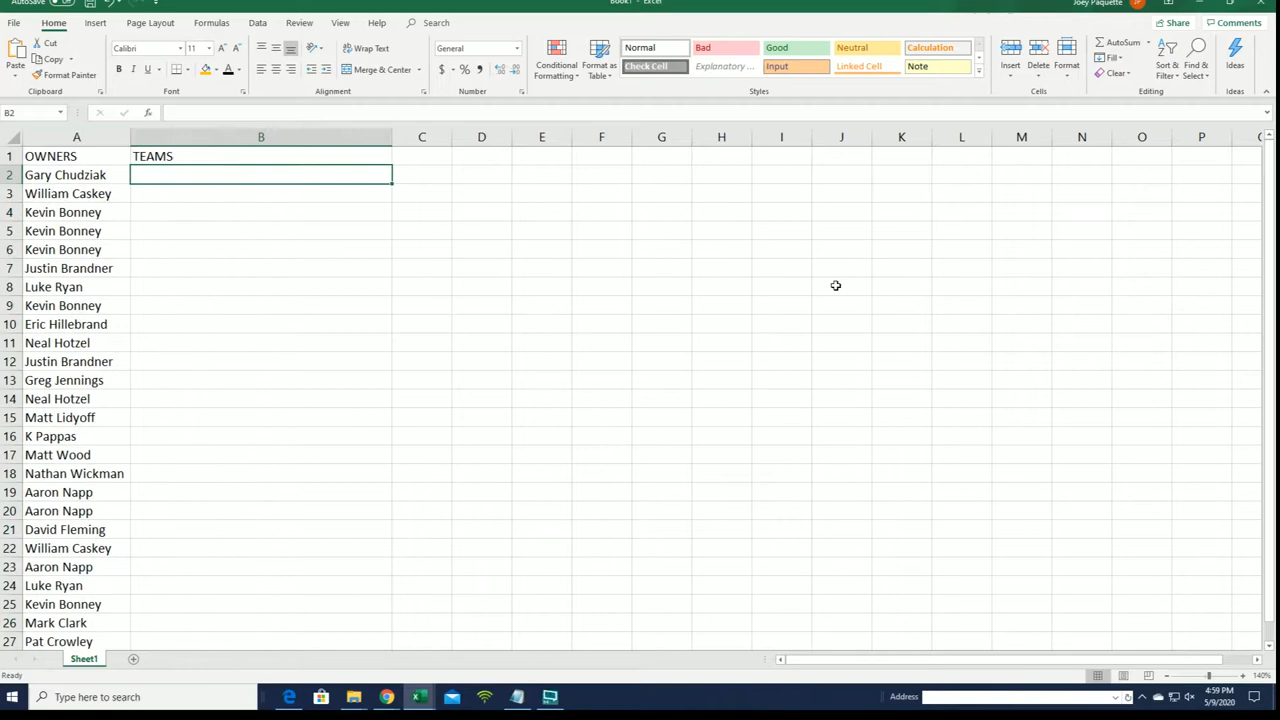 AutoSave Off Book1 - Excel Joey Paquette JP
File Home Insert Page Layout Formulas Data Review View Help Search Share Comments
Paste Cut Copy Format Painter
Calibri 11 A A B I U A
Wrap Text Merge & Center
General $ % ,
Conditional Formatting Format as Table
Normal Bad Good Neutral Calculation
Check Cell Explanatory ... Input Linked Cell Note
Insert Delete Format
AutoSum Fill Clear Sort & Filter Find & Select Ideas
Clipboard Font Alignment Number Styles Cells Editing Ideas
B2 fx
A B C D E F G H I J K L M N O P
1 OWNERS TEAMS
2 Gary Chudziak
3 William Caskey
4 Kevin Bonney
5 Kevin Bonney
6 Kevin Bonney
7 Justin Brandner
8 Luke Ryan
9 Kevin Bonney
10 Eric Hillebrand
11 Neal Hotzel
12 Justin Brandner
13 Greg Jennings
14 Neal Hotzel
15 Matt Lidyoff
16 K Pappas
17 Matt Wood
18 Nathan Wickman
19 Aaron Napp
20 Aaron Napp
21 David Fleming
22 William Caskey
23 Aaron Napp
24 Luke Ryan
25 Kevin Bonney
26 Mark Clark
27 Pat Crowley
Sheet1
Ready 140%
Type here to search Address 4:59 PM
5/9/2020